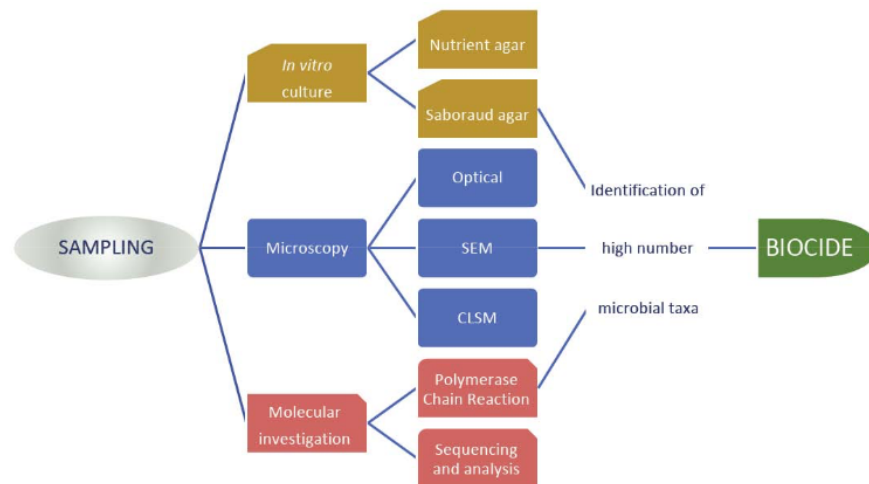 SAMPLING
In vitro
culture
Nutrient agar
Saboraud agar
Microscopy
Optical
SEM
CLSM
Molecular
investigation
Polymerase
Chain Reaction
Sequencing
and analysis
Identification of
high number
microbial taxa
BIOCIDE